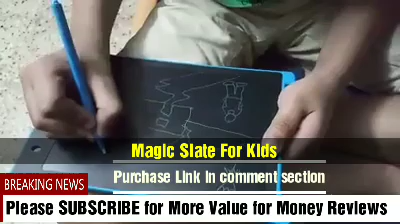 Magic Slate For Kids
Purchase Link in comment section
BREAKING NEWS
Please SUBSCRIBE for More Value for Money Reviews